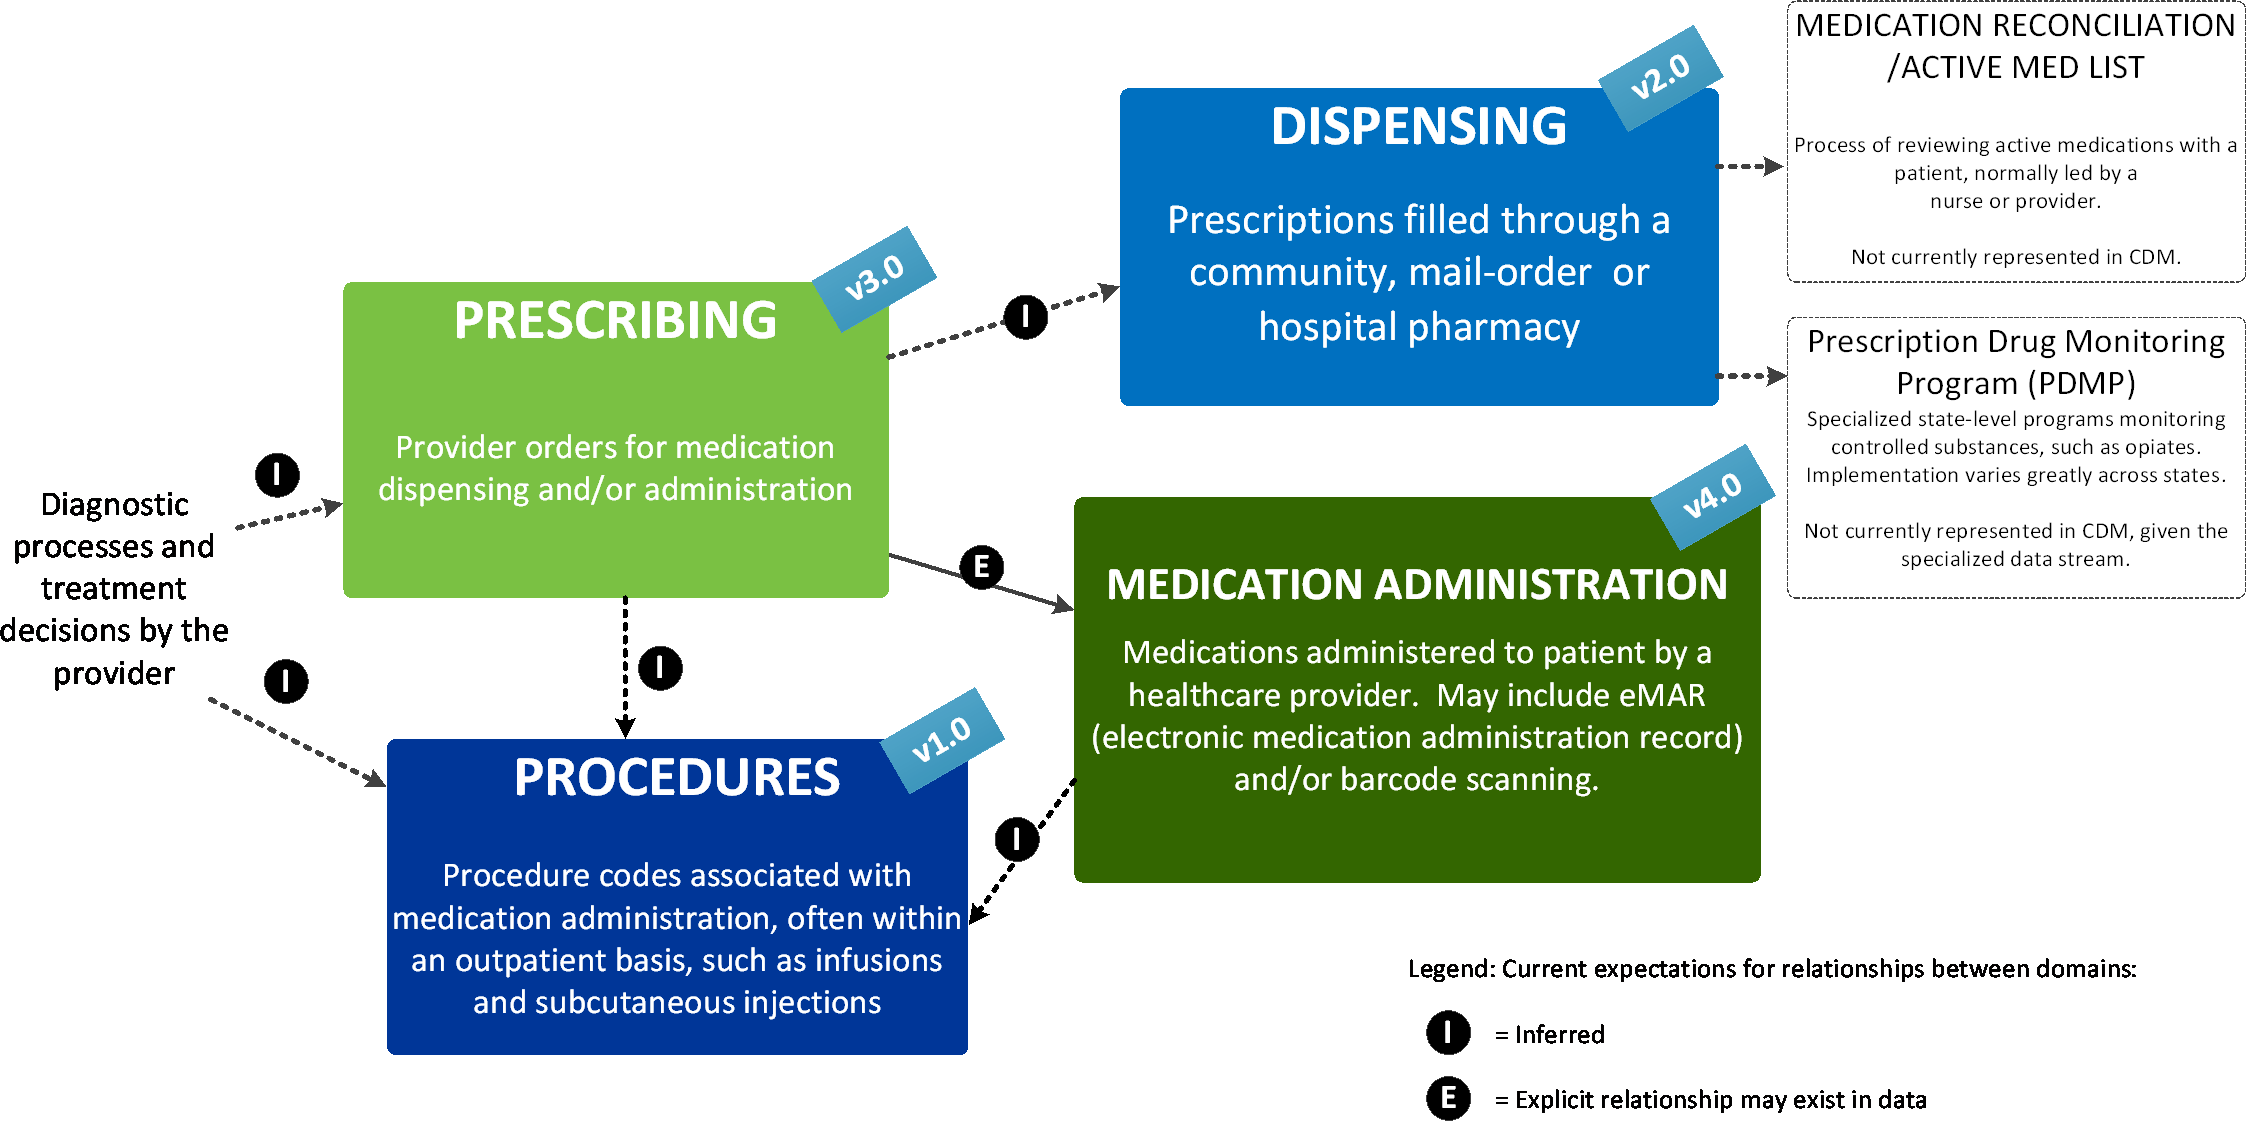 MEDICATION RECONCILIATION
/ACTIVE MED LIST
Process of reviewing active medications with a
patient, normally led by a
nurse or provider.
Not currently represented in CDM.
v2.0
DISPENSING
Prescriptions filled through a
community, mail-order or
hospital pharmacy
v3.0
PRESCRIBING
Provider orders for medication
dispensing and/or administration
I
Prescription Drug Monitoring
Program (PDMP)
Specialized state-level programs monitoring
controlled substances, such as opiates.
Implementation varies greatly across states.
Not currently represented in CDM, given the
specialized data stream.
I
Diagnostic
processes and
treatment
decisions by the
provider
I
E
v4.0
MEDICATION ADMINISTRATION
Medications administered to patient by a
healthcare provider. May include eMAR
(electronic medication administration record)
and/or barcode scanning.
I
v1.0
PROCEDURES
Procedure codes associated with
medication administration, often within
an outpatient basis, such as infusions
and subcutaneous injections
I
Legend: Current expectations for relationships between domains:
I = Inferred
E = Explicit relationship may exist in data